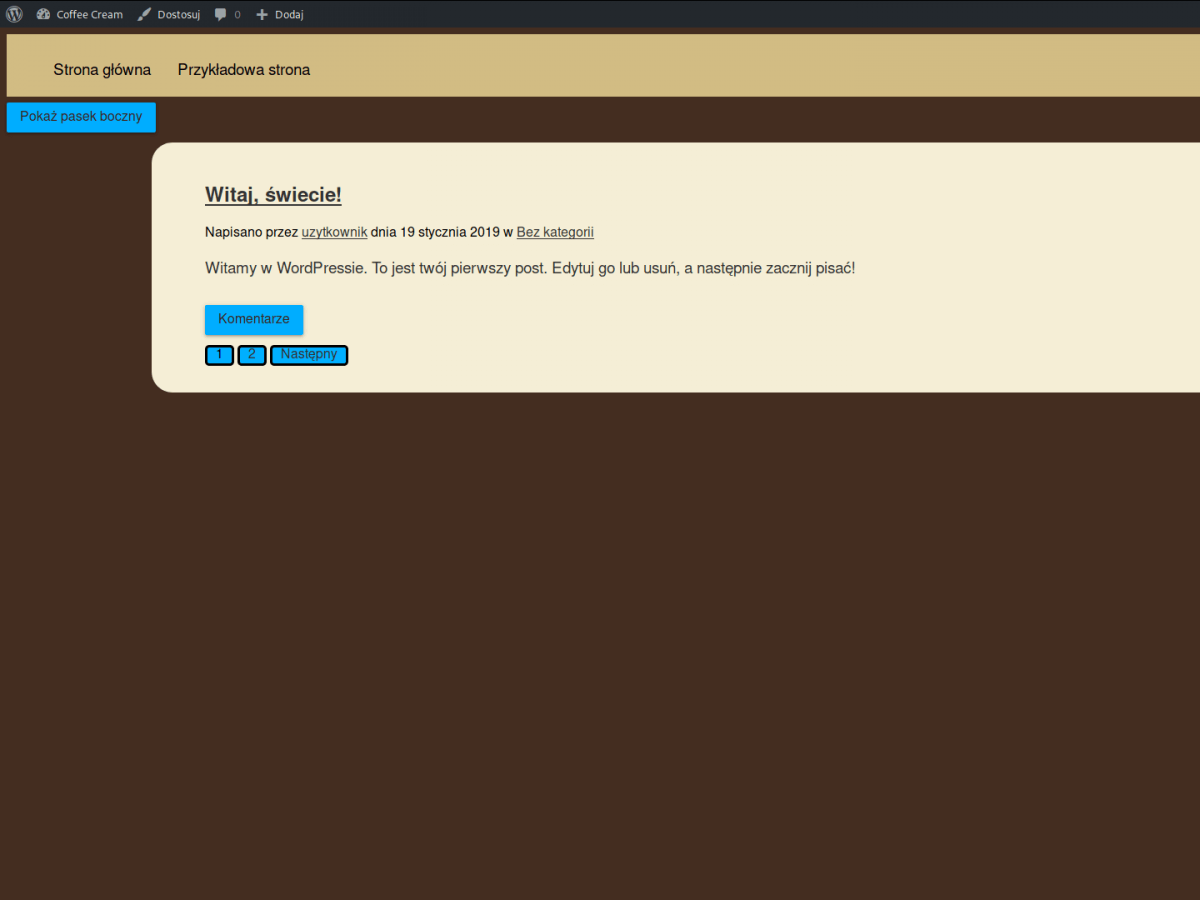 Coffee Cream Dostosuj 0 Dodaj
Strona główna Przykładowa strona
Pokaż pasek boczny
Witaj, świecie!
Napisano przez uzytkownik dnia 19 stycznia 2019 w Bez kategorii
Witamy w WordPressie. To jest twój pierwszy post. Edytuj go lub usuń, a następnie zacznij pisać!
Komentarze
1 2 Następny